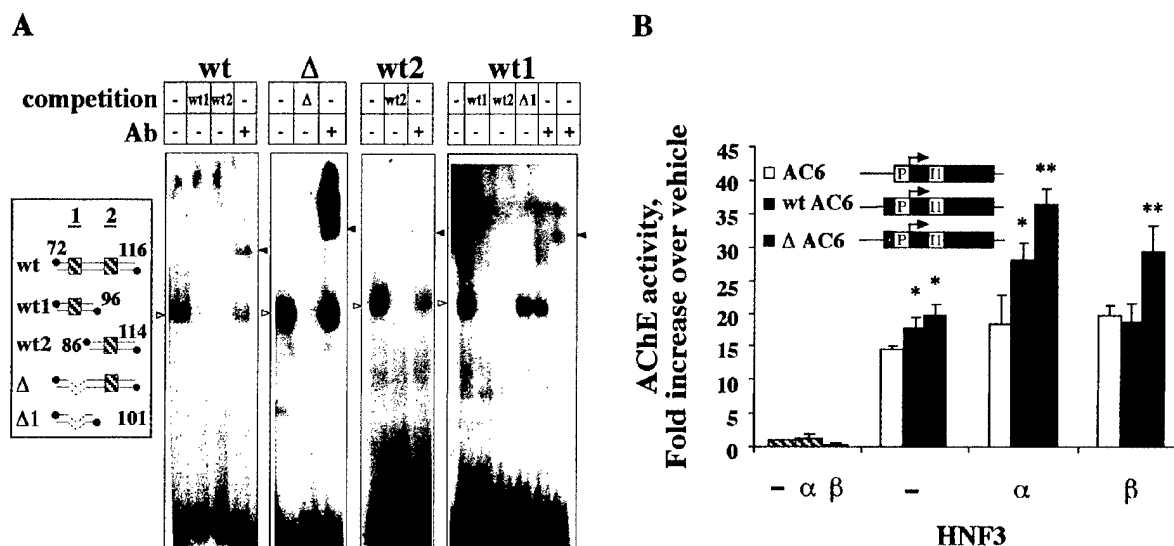 A
B
wt Δ wt2 wt1
competition - wt1 wt2 - - Δ - - wt2 - - wt1 wt2 Δ1 - -
Ab - - - + - - + - - + - - - - + +
1 2
72 116
wt
wt1 96
114
wt2 86
Δ
Δ1 101
AChE activity,
Fold increase over vehicle
45
40
35
30
25
20
15
10
5
0
AC6
wt AC6
Δ AC6
P I1
P I1
P I1
* * * ** **
- α β - α β
HNF3